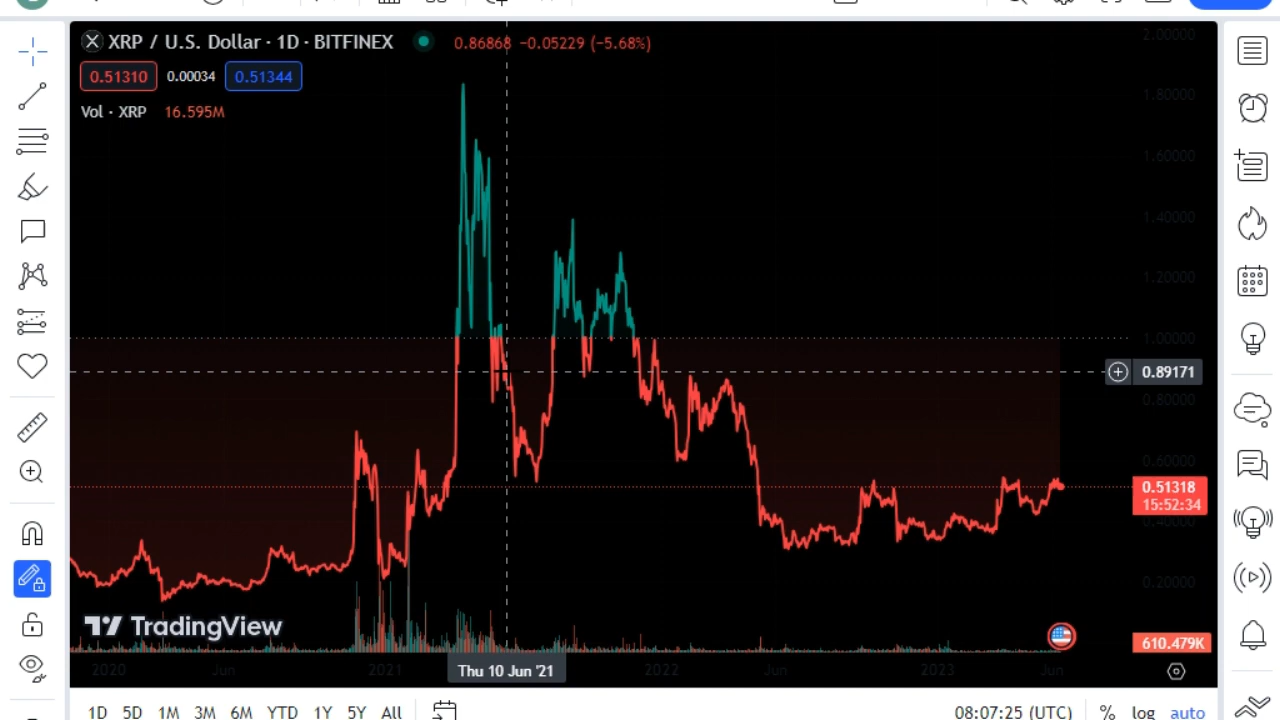 XRP / U.S. Dollar · 1D · BITFINEX 0.86868 −0.05229 (−5.68%)
0.51310 0.00034 0.51344
Vol · XRP 16.595M
2.00000
1.80000
1.60000
1.40000
1.20000
1.00000
0.89171
0.80000
0.60000
0.51318
15:52:34
0.40000
0.20000
TradingView
610.479K
2020 Jun 2021 Thu 10 Jun '21 2022 Jun 2023 Jun
1D 5D 1M 3M 6M YTD 1Y 5Y All 08:07:25 (UTC) % log auto